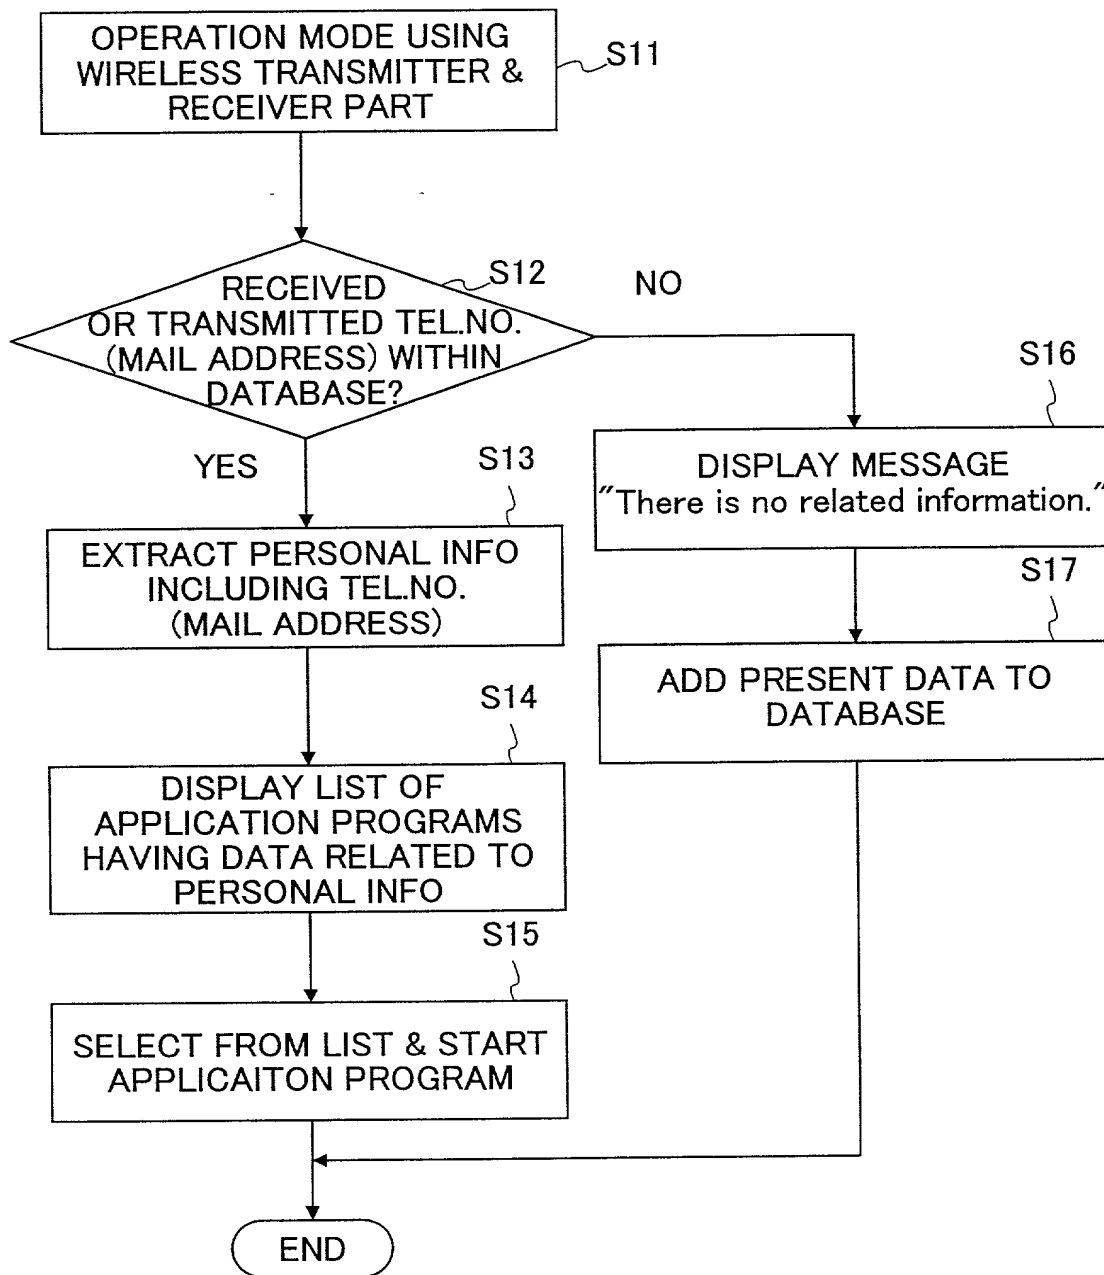 OPERATION MODE USING
WIRELESS TRANSMITTER &
RECEIVER PART
S11
S12
RECEIVED
OR TRANSMITTED TEL.NO.
(MAIL ADDRESS) WITHIN
DATABASE?
NO
YES
S13
EXTRACT PERSONAL INFO
INCLUDING TEL.NO.
(MAIL ADDRESS)
S14
DISPLAY LIST OF
APPLICATION PROGRAMS
HAVING DATA RELATED TO
PERSONAL INFO
S15
SELECT FROM LIST & START
APPLICAITON PROGRAM
S16
DISPLAY MESSAGE
"There is no related information."
S17
ADD PRESENT DATA TO
DATABASE
END